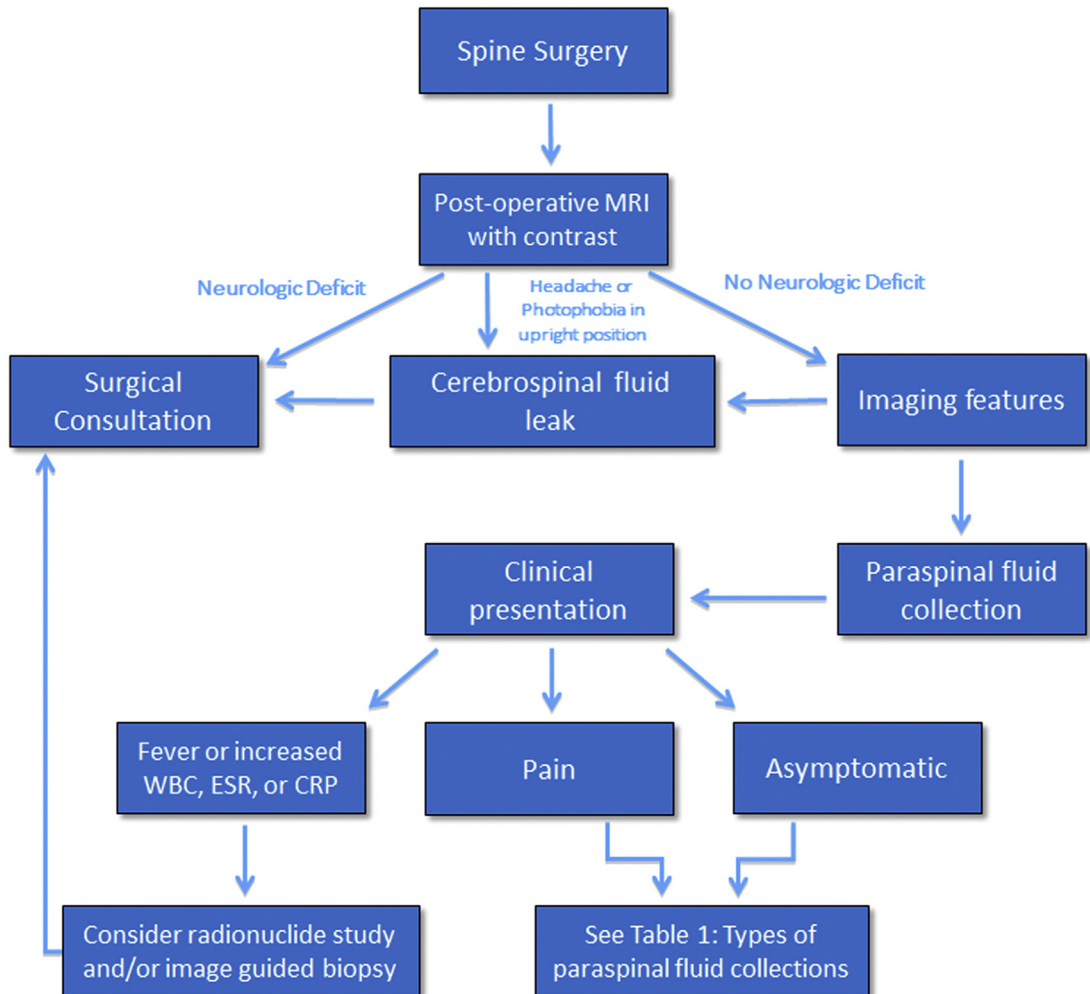 Spine Surgery
Post-operative MRI
with contrast
Neurologic Deficit
Headache or
Photophobia in
upright position
No Neurologic Deficit
Surgical
Consultation
Cerebrospinal fluid
leak
Imaging features
Clinical
presentation
Paraspinal fluid
collection
Fever or increased
WBC, ESR, or CRP
Pain
Asymptomatic
Consider radionuclide study
and/or image guided biopsy
See Table 1: Types of
paraspinal fluid collections